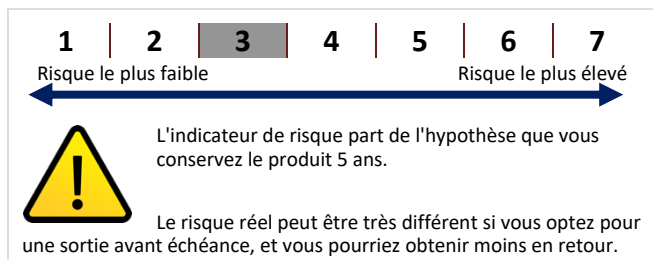 1 2 3 4 5 6 7
Risque le plus faible Risque le plus élevé
L'indicateur de risque part de l'hypothèse que vous
conservez le produit 5 ans.
Le risque réel peut être très différent si vous optez pour
une sortie avant échéance, et vous pourriez obtenir moins en retour.